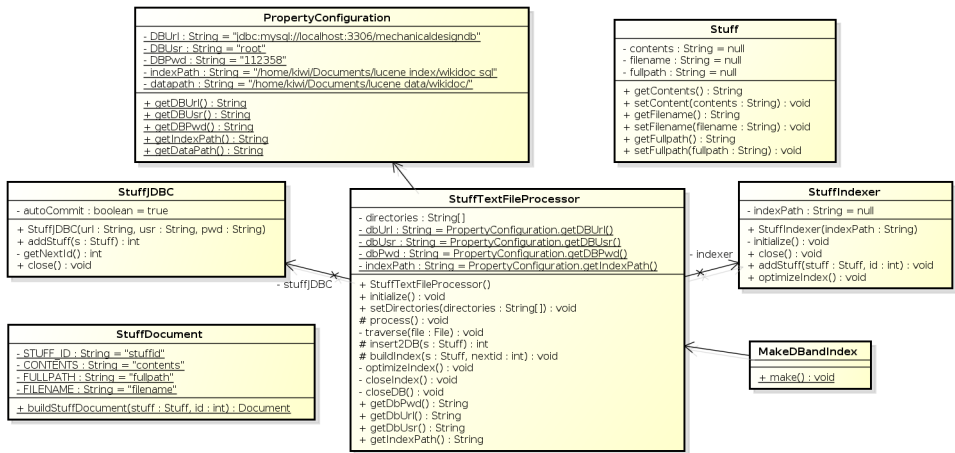 PropertyConfiguration
- DBUrl : String = "jdbc:mysql://localhost:3306/mechanicaldesigndb"
- DBUsr : String = "root"
- DBPwd : String = "112358"
- indexPath : String = "/home/kiwi/Documents/lucene index/wikidoc sql"
- datapath : String = "/home/kiwi/Documents/lucene data/wikidoc/"
+ getDBUrl() : String
+ getDBUsr() : String
+ getDBPwd() : String
+ getIndexPath() : String
+ getDataPath() : String
Stuff
- contents : String = null
- filename : String = null
- fullpath : String = null
+ getContents() : String
+ setContent(contents : String) : void
+ getFilename() : String
+ setFilename(filename : String) : void
+ getFullpath() : String
+ setFullpath(fullpath : String) : void
StuffJDBC
- autoCommit : boolean = true
+ StuffJDBC(url : String, usr : String, pwd : String)
+ addStuff(s : Stuff) : int
- getNextId() : int
+ close() : void
StuffTextFileProcessor
- directories : String[]
- dbUrl : String = PropertyConfiguration.getDBUrl()
- dbUsr : String = PropertyConfiguration.getDBUsr()
- dbPwd : String = PropertyConfiguration.getDBPwd()
- indexPath : String = PropertyConfiguration.getIndexPath()
+ StuffTextFileProcessor()
+ initialize() : void
+ setDirectories(directories : String[]) : void
# process() : void
- traverse(file : File) : void
# insert2DB(s : Stuff) : int
# buildIndex(s : Stuff, nextid : int) : void
- optimizeIndex() : void
- closeIndex() : void
- closeDB() : void
+ getDbPwd() : String
+ getDbUrl() : String
+ getDbUsr() : String
+ getIndexPath() : String
StuffIndexer
- indexPath : String = null
+ StuffIndexer(indexPath : String)
- initialize() : void
+ close() : void
+ addStuff(stuff : Stuff, id : int) : void
+ optimizeIndex() : void
- indexer
- stuffJDBC
StuffDocument
- STUFF_ID : String = "stuffid"
- CONTENTS : String = "contents"
- FULLPATH : String = "fullpath"
- FILENAME : String = "filename"
+ buildStuffDocument(stuff : Stuff, id : int) : Document
MakeDBandIndex
+ make() : void